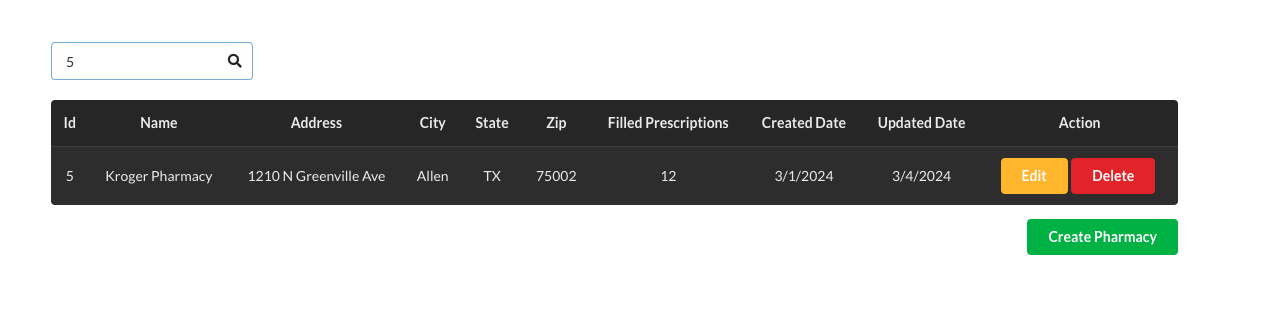 5
Id Name Address City State Zip Filled Prescriptions Created Date Updated Date Action
5 Kroger Pharmacy 1210 N Greenville Ave Allen TX 75002 12 3/1/2024 3/4/2024 Edit Delete
Create Pharmacy